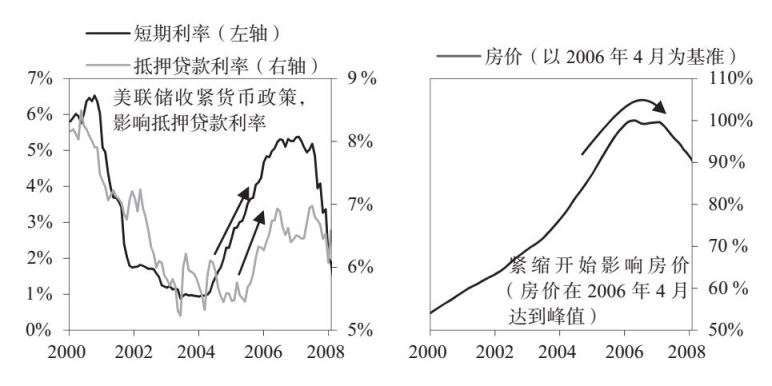 短期利率（左轴）
抵押贷款利率（右轴）
7%
6%
5%
4%
3%
2%
1%
0%
美联储收紧货币政策，
影响抵押贷款利率
9%
8%
7%
6%
5%
2000 2002 2004 2006 2008
房价（以 2006 年 4 月为基准）
110%
100%
90%
80%
70%
60%
50%
紧缩开始影响房价
（房价在 2006 年 4 月
达到峰值）
2000 2002 2004 2006 2008